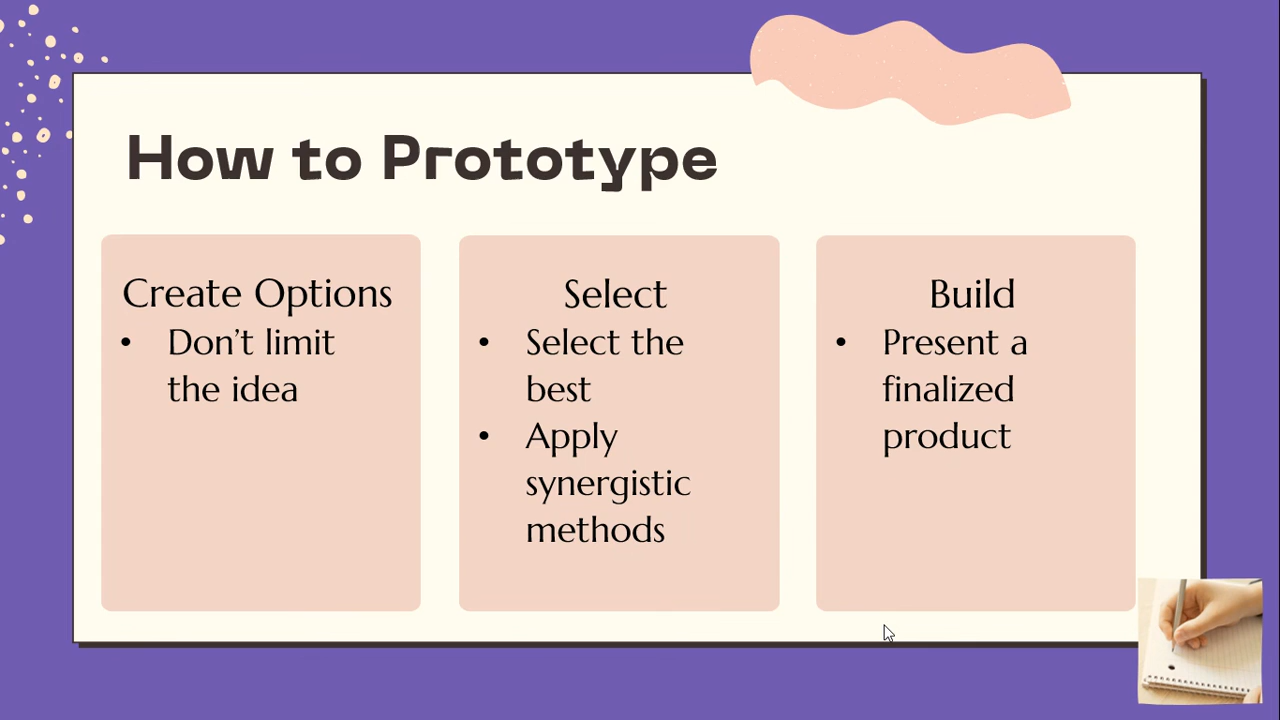 How to Prototype
Create Options
• Don’t limit
the idea
Select
• Select the
best
• Apply
synergistic
methods
Build
• Present a
finalized
product